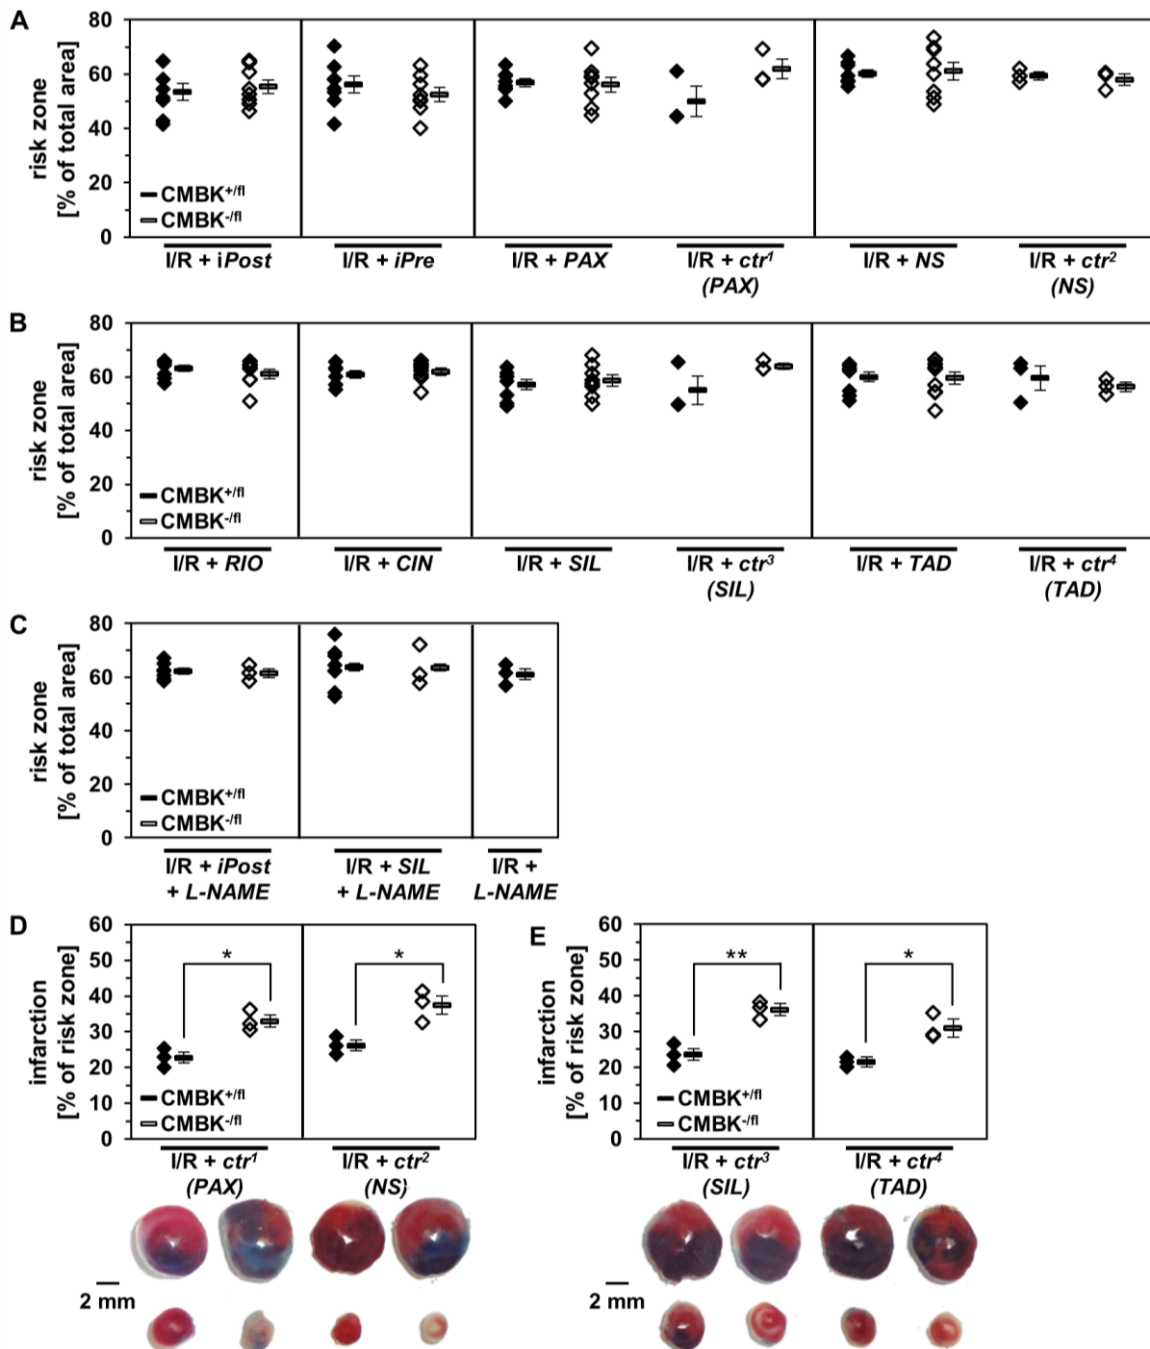 A
risk zone
[% of total area]
80
60
40
20
0
CMBK+/fl
CMBK-/fl
I/R + iPost
I/R + iPre
I/R + PAX
I/R + ctr1
(PAX)
I/R + NS
I/R + ctr2
(NS)
B
risk zone
[% of total area]
80
60
40
20
0
CMBK+/fl
CMBK-/fl
I/R + RIO
I/R + CIN
I/R + SIL
I/R + ctr3
(SIL)
I/R + TAD
I/R + ctr4
(TAD)
C
risk zone
[% of total area]
80
60
40
20
0
CMBK+/fl
CMBK-/fl
I/R + iPost
+ L-NAME
I/R + SIL
+ L-NAME
I/R +
L-NAME
D
infarction
[% of risk zone]
60
50
40
30
20
10
0
*
*
CMBK+/fl
CMBK-/fl
I/R + ctr1
(PAX)
I/R + ctr2
(NS)
2 mm
E
infarction
[% of risk zone]
60
50
40
30
20
10
0
**
*
CMBK+/fl
CMBK-/fl
I/R + ctr3
(SIL)
I/R + ctr4
(TAD)
2 mm